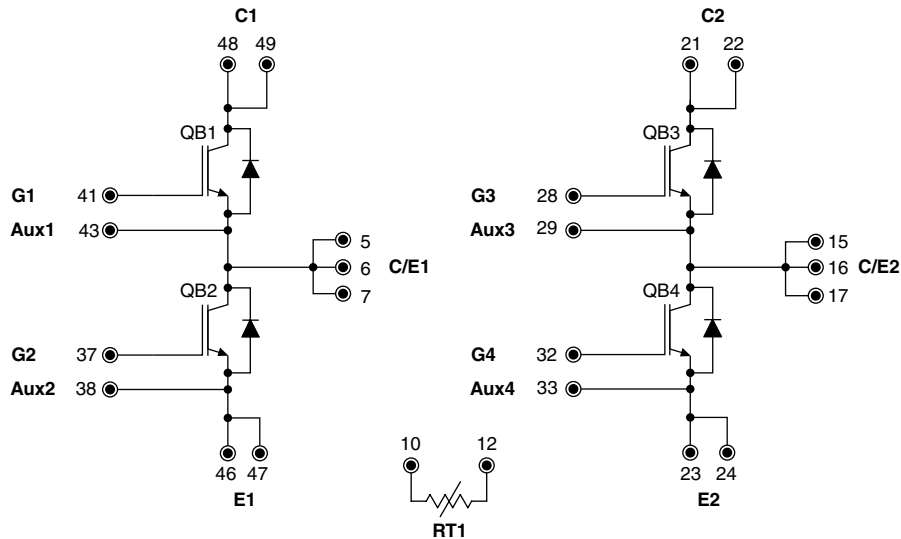 C1 C2
48 49 21 22
QB1 QB3
G1 41 G3 28
Aux1 43 Aux3 29
5 15
6 C/E1 16 C/E2
7 17
QB2 QB4
G2 37 G4 32
Aux2 38 Aux4 33
10 12
46 47 23 24
E1 E2
RT1